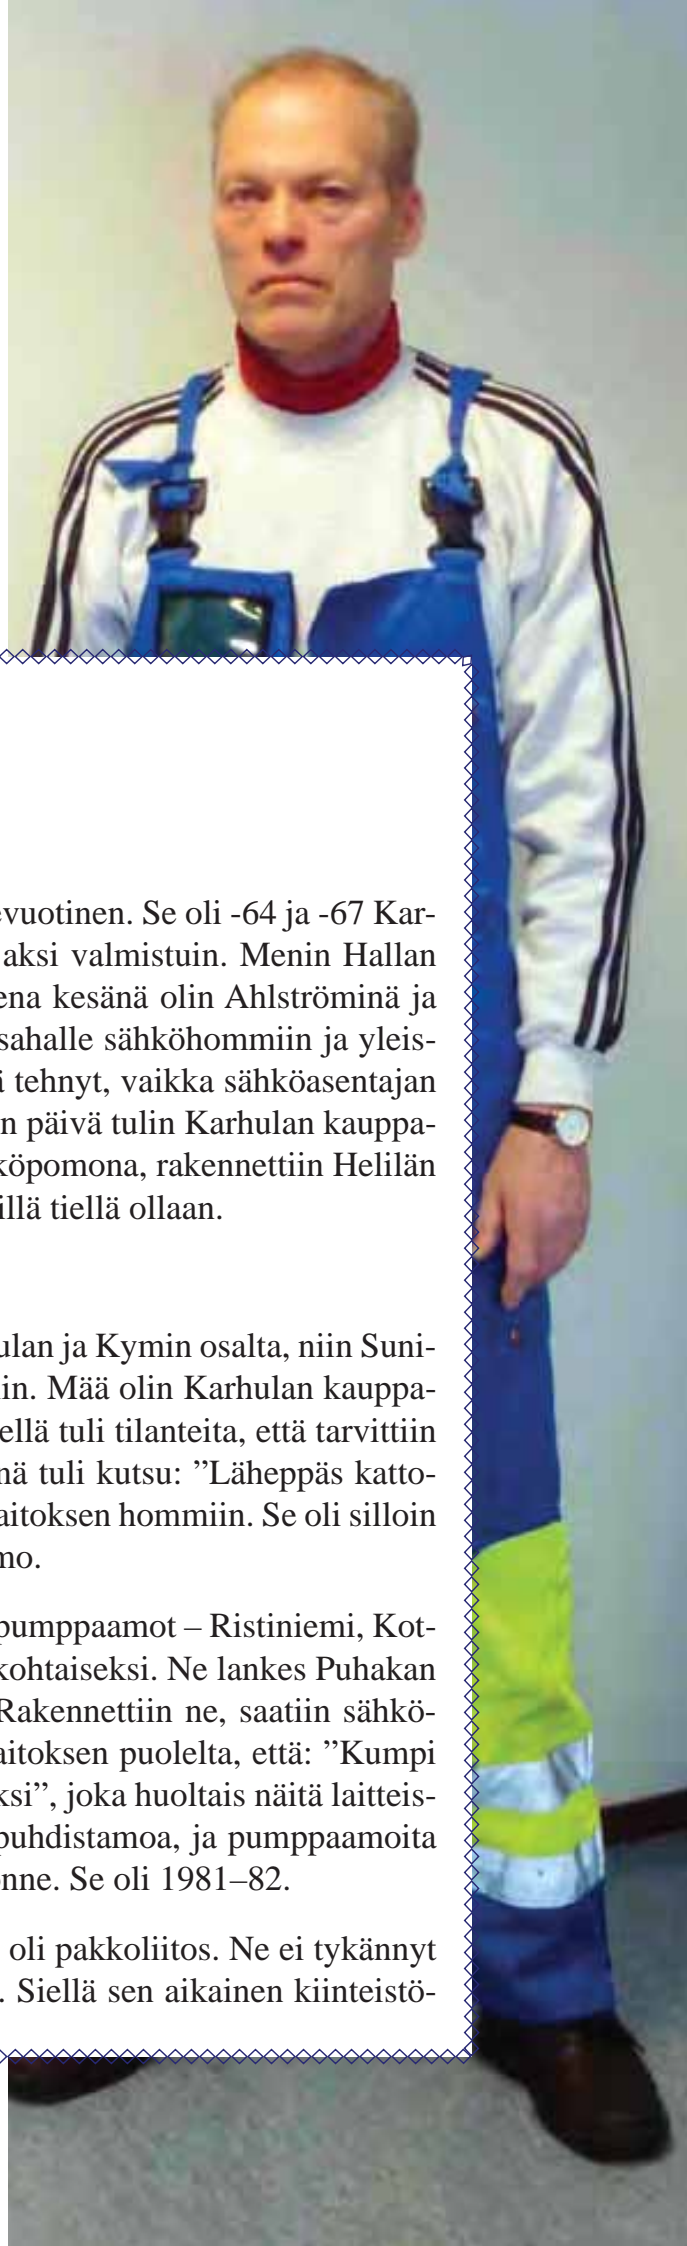 evuotinen. Se oli -64 ja -67 Kar-
aksi valmistuin. Menin Hallan
ena kesänä olin Ahlströminä ja
sahalle sähköhommiin ja yleis-
ä tehnyt, vaikka sähköasentajan
n päivä tulin Karhulan kauppa-
köpomona, rakennettiin Helilän
illä tiellä ollaan.
ulan ja Kymin osalta, niin Suni-
iin. Mää olin Karhulan kauppa-
ellä tuli tilanteita, että tarvittiin
nä tuli kutsu: ”Läheppäs katto-
aitoksen hommiin. Se oli silloin
mo.
pumppaamot – Ristiniemi, Kot-
kohtaiseksi. Ne lankes Puhakan
Rakennettiin ne, saatiin sähkö-
aitoksen puolelta, että: ”Kumpi
ksi”, joka huoltais näitä laitteis-
puhdistamoa, ja pumppaamoita
onne. Se oli 1981–82.
oli pakkoliitos. Ne ei tykännyt
. Siellä sen aikainen kiinteistö-